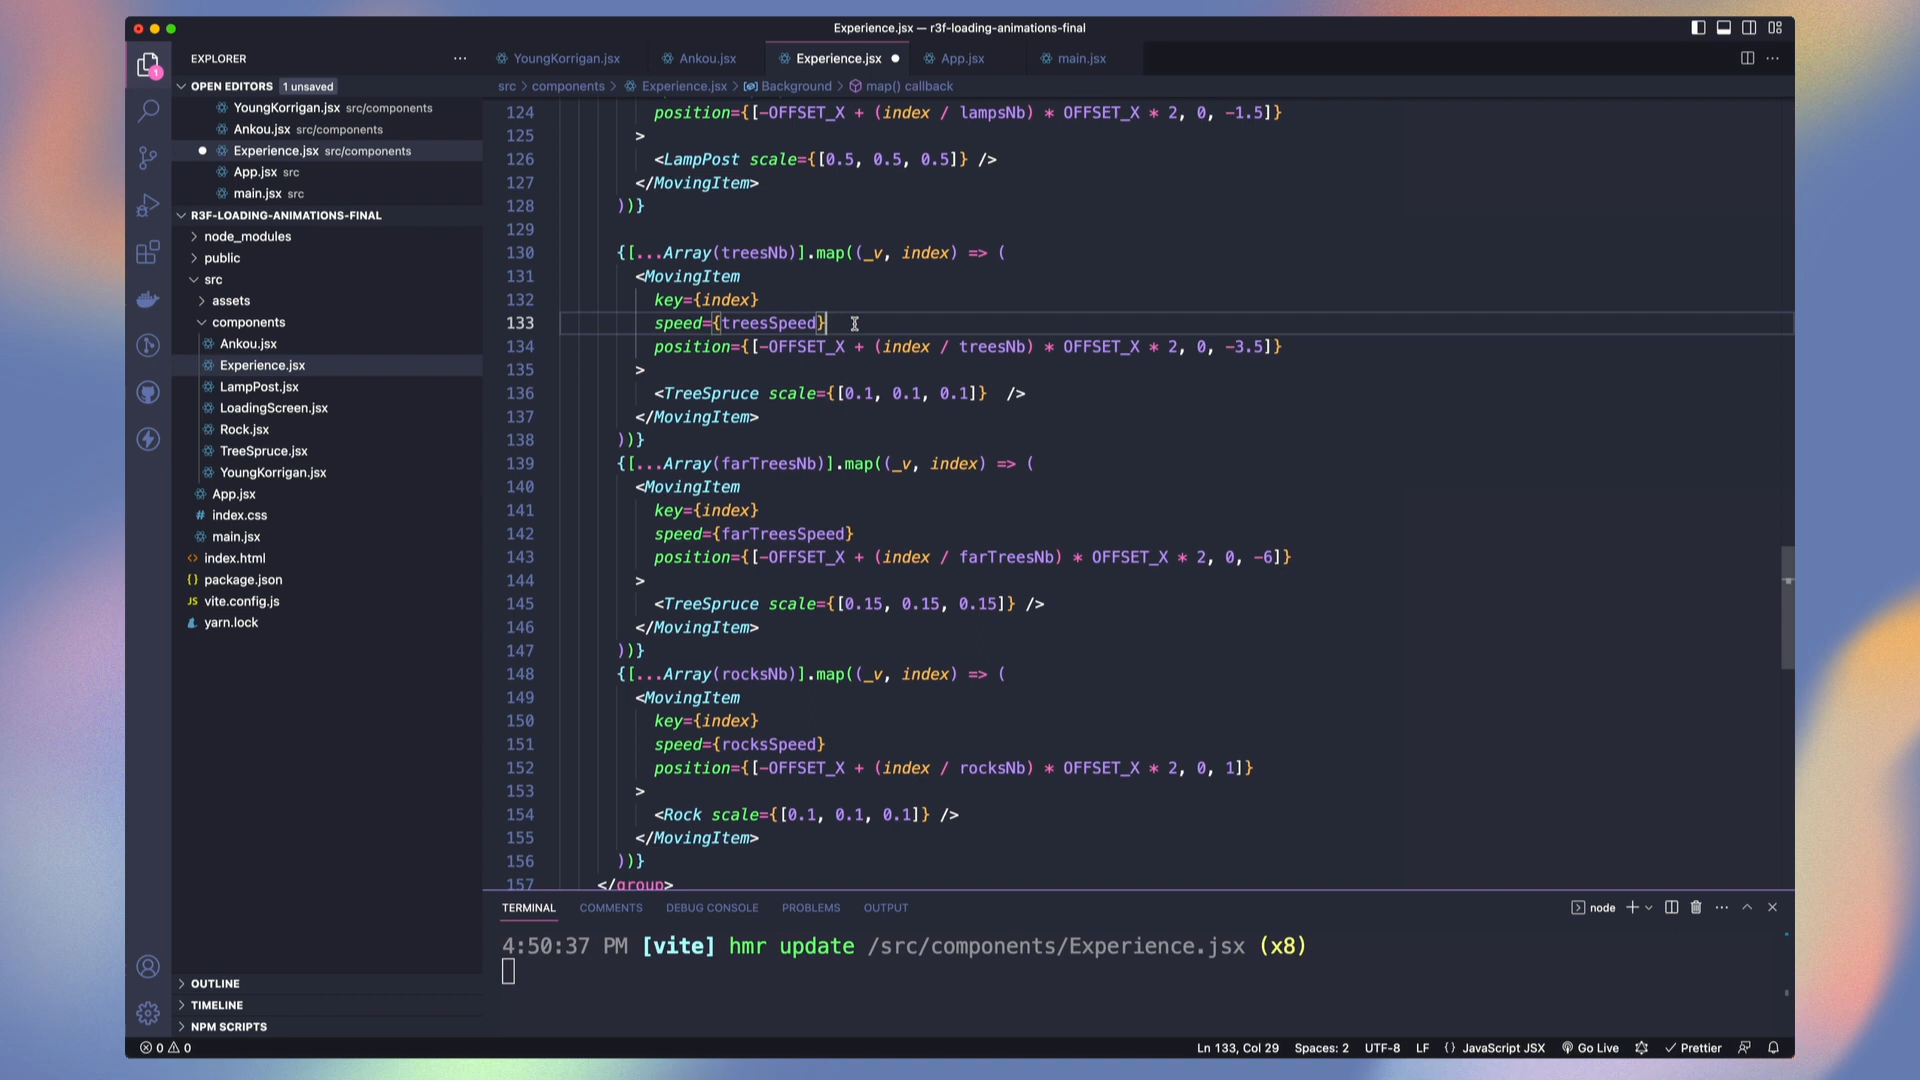 Experience.jsx — r3f-loading-animations-final
EXPLORER
YoungKorrigan.jsx
Ankou.jsx
Experience.jsx
App.jsx
main.jsx
OPEN EDITORS 1 unsaved
src > components > Experience.jsx > Background > map() callback
YoungKorrigan.jsx src/components
Ankou.jsx src/components
Experience.jsx src/components
App.jsx src
main.jsx src
R3F-LOADING-ANIMATIONS-FINAL
node_modules
public
src
assets
components
Ankou.jsx
Experience.jsx
LampPost.jsx
LoadingScreen.jsx
Rock.jsx
TreeSpruce.jsx
YoungKorrigan.jsx
App.jsx
# index.css
main.jsx
<> index.html
{} package.json
JS vite.config.js
yarn.lock
OUTLINE
TIMELINE
NPM SCRIPTS
1
124 position={[-OFFSET_X + (index / lampsNb) * OFFSET_X * 2, 0, -1.5]}
125 >
126 <LampPost scale={[0.5, 0.5, 0.5]} />
127 </MovingItem>
128 ))}
129
130 {[...Array(treesNb)].map((_v, index) => (
131 <MovingItem
132 key={index}
133 speed={treesSpeed}
134 position={[-OFFSET_X + (index / treesNb) * OFFSET_X * 2, 0, -3.5]}
135 >
136 <TreeSpruce scale={[0.1, 0.1, 0.1]}  />
137 </MovingItem>
138 ))}
139 {[...Array(farTreesNb)].map((_v, index) => (
140 <MovingItem
141 key={index}
142 speed={farTreesSpeed}
143 position={[-OFFSET_X + (index / farTreesNb) * OFFSET_X * 2, 0, -6]}
144 >
145 <TreeSpruce scale={[0.15, 0.15, 0.15]} />
146 </MovingItem>
147 ))}
148 {[...Array(rocksNb)].map((_v, index) => (
149 <MovingItem
150 key={index}
151 speed={rocksSpeed}
152 position={[-OFFSET_X + (index / rocksNb) * OFFSET_X * 2, 0, 1]}
153 >
154 <Rock scale={[0.1, 0.1, 0.1]} />
155 </MovingItem>
156 ))}
157 </group>
TERMINAL COMMENTS DEBUG CONSOLE PROBLEMS OUTPUT
node
4:50:37 PM [vite] hmr update /src/components/Experience.jsx (x8)
0 0
Ln 133, Col 29 Spaces: 2 UTF-8 LF {} JavaScript JSX Go Live Prettier